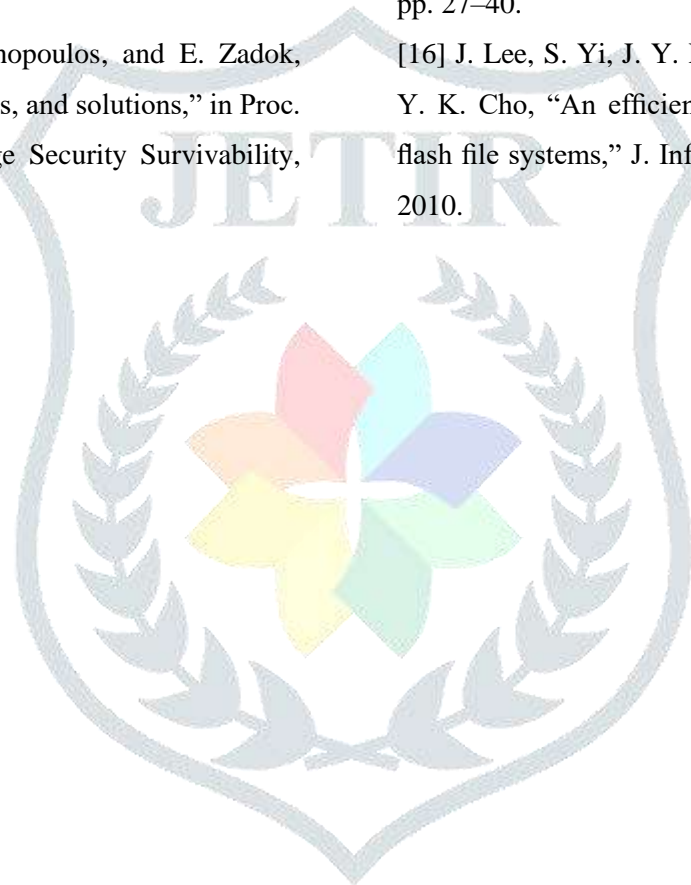 nopoulos, and E. Zadok,
s, and solutions,” in Proc.
ge Security Survivability,
pp. 27–40.
[16] J. Lee, S. Yi, J. Y.
Y. K. Cho, “An efficien
flash file systems,” J. Inf
2010.
JETIR